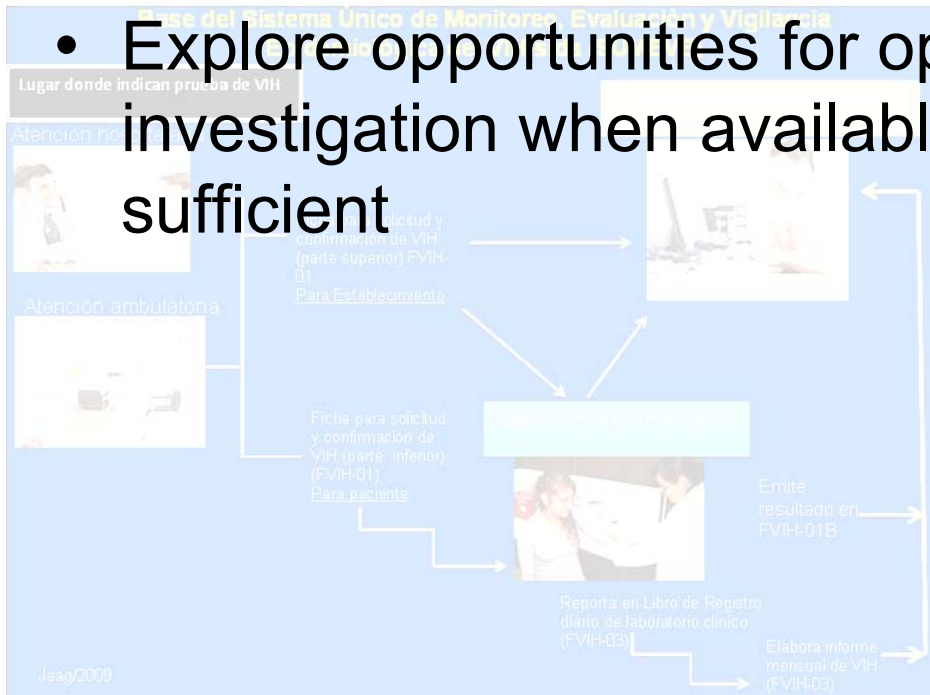 Base del Sistema Único de Monitoreo, Evaluación y Vigilancia
• Explore opportunities for op
investigation when availabl
sufficient
Lugar donde indican prueba de VIH
Atención
solicitud y
confirmación de VIH
(parte superior) FVIH-
01
Para Establecimiento
Atención ambulatoria
Ficha para solicitud
y confirmación de
VIH (parte inferior)
(FVIH-01)
Para paciente
Emite
resultado en
FVIH-01B
Reporta en Libro de Registro
diario de laboratorio clínico
(FVIH-03)
Elabora informe
mensual de VIH
(FVIH-03)
Jaag/2009